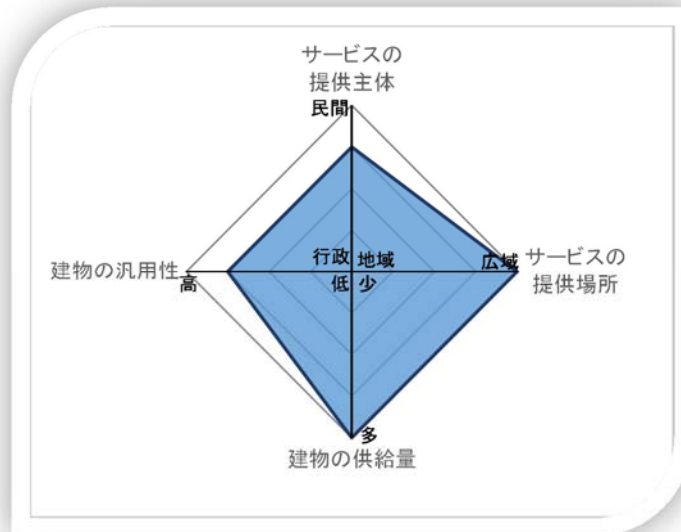 サービスの
提供主体
民間
行政 地域
広域
サービスの
提供場所
建物の汎用性
高
低 少
多
建物の供給量